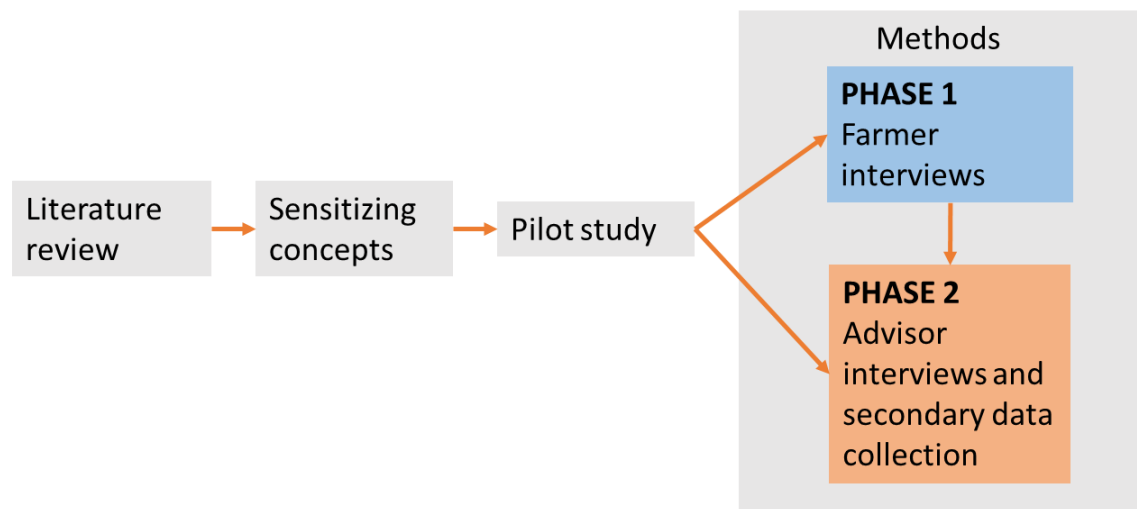 Literature
review
Sensitizing
concepts
Pilot study
Methods
PHASE 1
Farmer
interviews
PHASE 2
Advisor
interviews and
secondary data
collection